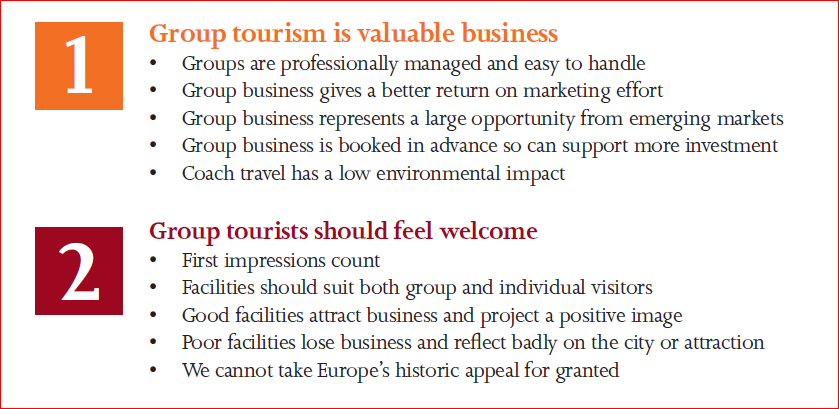 1
Group tourism is valuable business
• Groups are professionally managed and easy to handle
• Group business gives a better return on marketing effort
• Group business represents a large opportunity from emerging markets
• Group business is booked in advance so can support more investment
• Coach travel has a low environmental impact
2
Group tourists should feel welcome
• First impressions count
• Facilities should suit both group and individual visitors
• Good facilities attract business and project a positive image
• Poor facilities lose business and reflect badly on the city or attraction
• We cannot take Europe’s historic appeal for granted